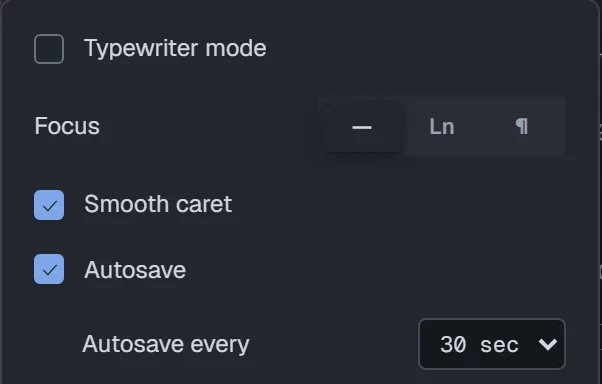 Typewriter mode
Focus — Ln ¶
Smooth caret
Autosave
Autosave every 30 sec